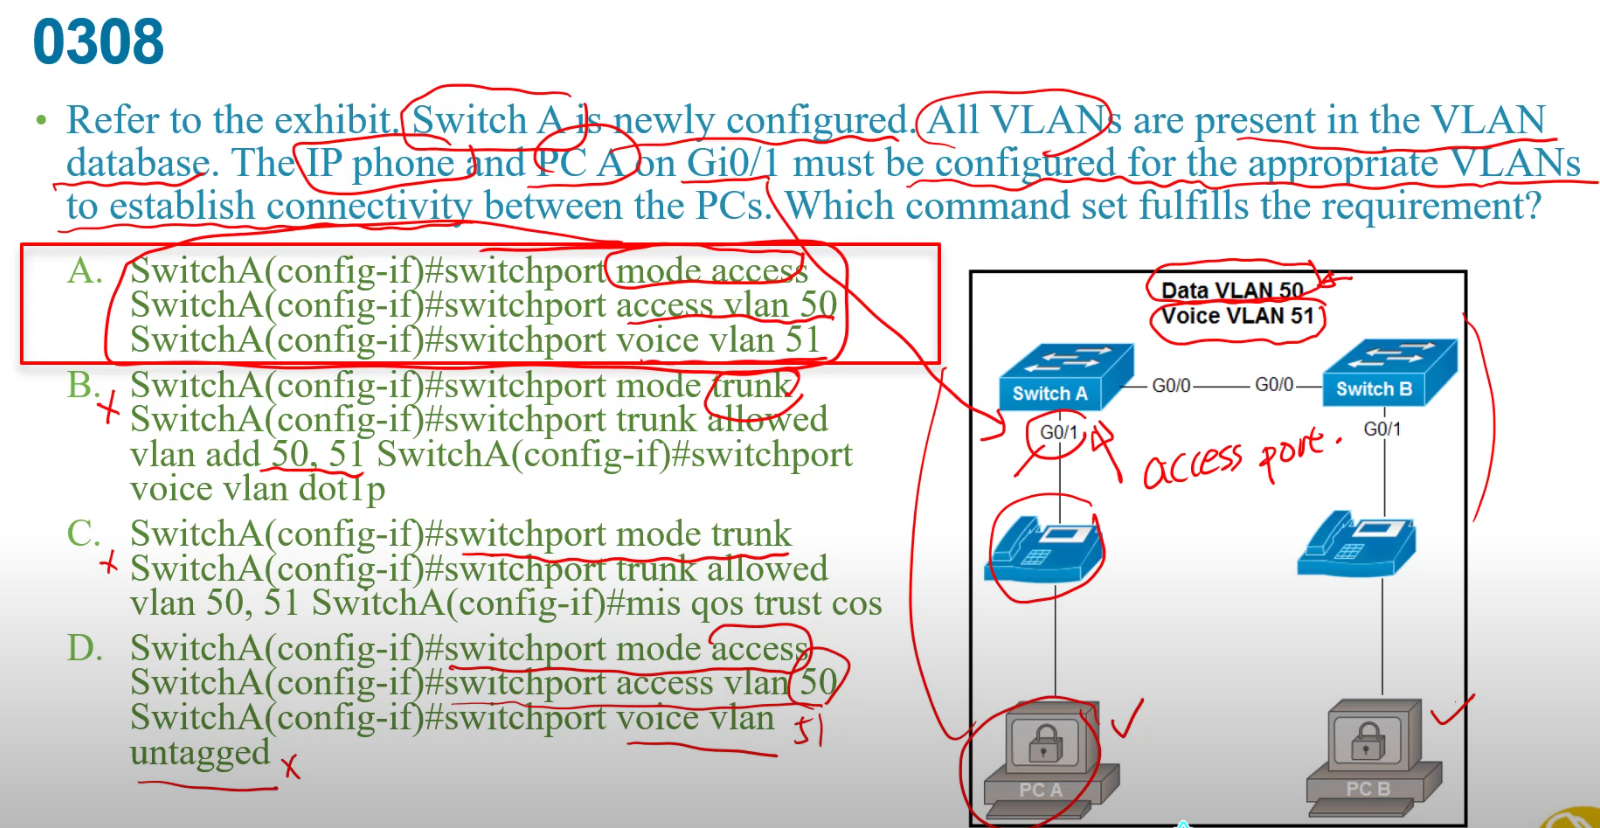 0308
• Refer to the exhibit. Switch A is newly configured. All VLANs are present in the VLAN
database. The IP phone and PC A on Gi0/1 must be configured for the appropriate VLANs
to establish connectivity between the PCs. Which command set fulfills the requirement?
A. SwitchA(config-if)#switchport mode access
SwitchA(config-if)#switchport access vlan 50
SwitchA(config-if)#switchport voice vlan 51
B. SwitchA(config-if)#switchport mode trunk
SwitchA(config-if)#switchport trunk allowed
vlan add 50, 51 SwitchA(config-if)#switchport
voice vlan dot1p
C. SwitchA(config-if)#switchport mode trunk
SwitchA(config-if)#switchport trunk allowed
vlan 50, 51 SwitchA(config-if)#mis qos trust cos
D. SwitchA(config-if)#switchport mode access
SwitchA(config-if)#switchport access vlan 50
SwitchA(config-if)#switchport voice vlan 51
untagged x
Data VLAN 50
Voice VLAN 51
Switch A
G0/0
G0/0
Switch B
G0/1
G0/1
access port.
PC A
PC B